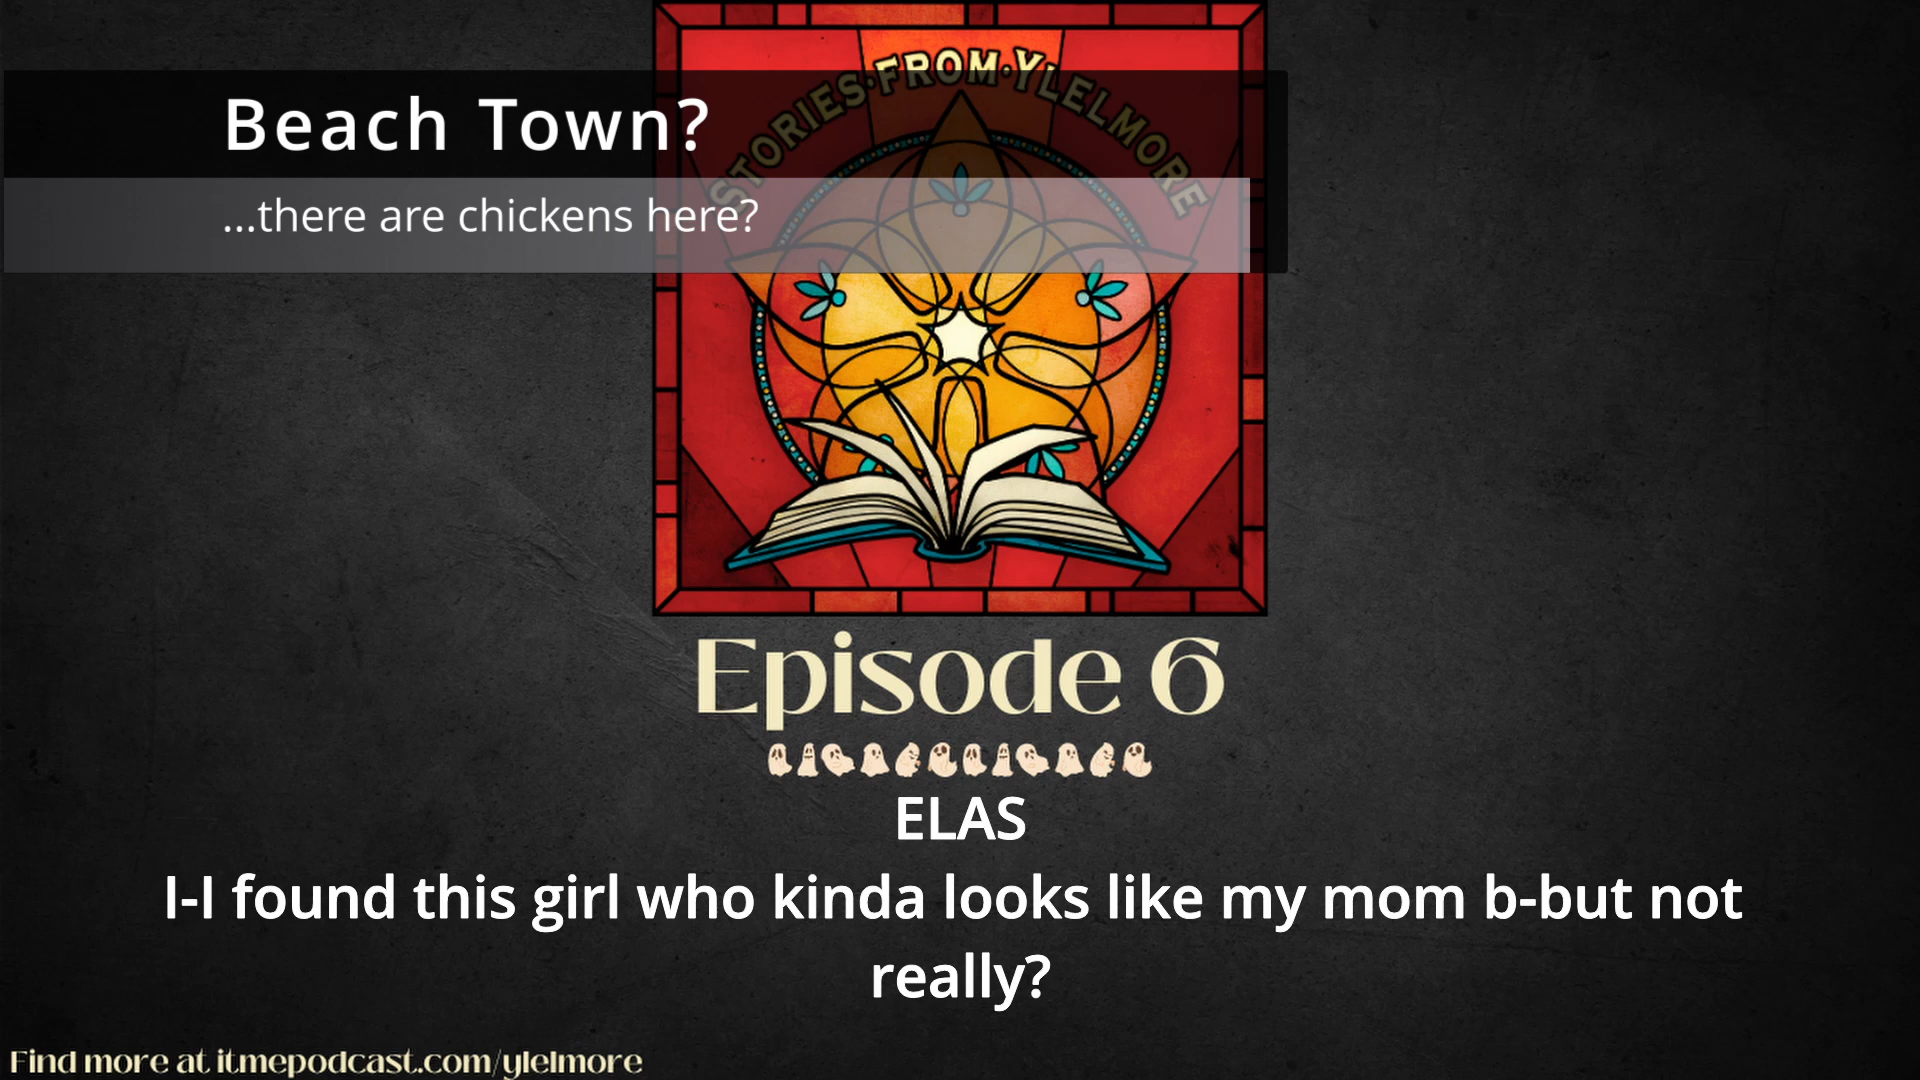 STORIES·FROM·YLELMORE
Beach Town?
...there are chickens here?
Episode 6
ELAS
I-I found this girl who kinda looks like my mom b-but not
really?
Find more at itmepodcast.com/ylelmore